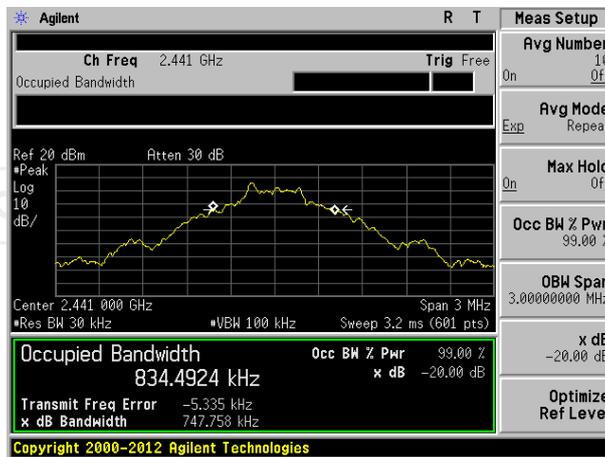 Agilent R T Meas Setup
Ch Freq 2.441 GHz Trig Free
Occupied Bandwidth
Avg Number
10
On Of
Avg Mode
Exp Repea
Max Hold
On Of
Occ BW % Pwr
99.00 %
OBW Span
3.00000000 MHz
x dB
-20.00 dB
Optimize
Ref Level
Ref 20 dBm Atten 30 dB
#Peak
Log
10
dB/
Center 2.441 000 GHz Span 3 MHz
#Res BW 30 kHz #VBW 100 kHz Sweep 3.2 ms (601 pts)
Occupied Bandwidth Occ BW % Pwr 99.00 %
834.4924 kHz x dB -20.00 dB
Transmit Freq Error -5.335 kHz
x dB Bandwidth 747.758 kHz
Copyright 2000-2012 Agilent Technologies